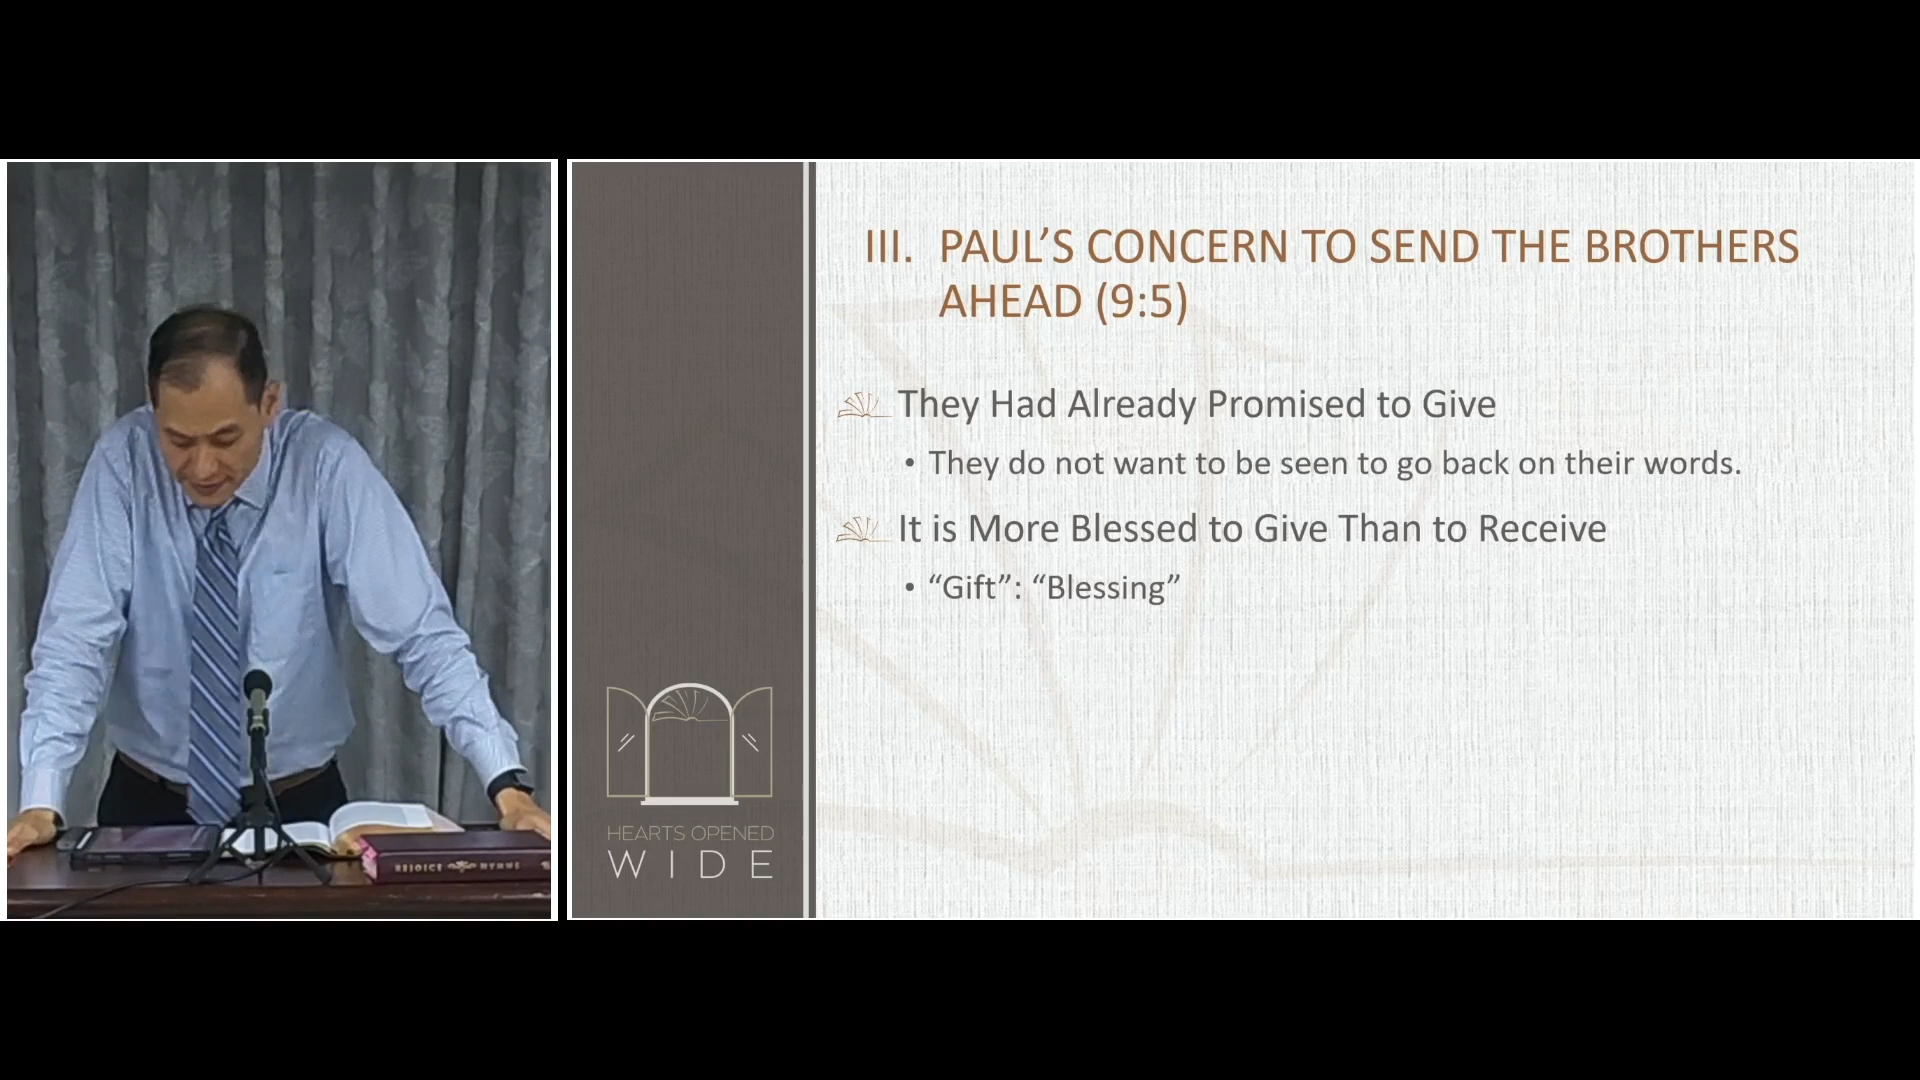 III. PAUL’S CONCERN TO SEND THE BROTHERS
AHEAD (9:5)
They Had Already Promised to Give
• They do not want to be seen to go back on their words.
It is More Blessed to Give Than to Receive
• “Gift”: “Blessing”
HEARTS OPENED
WIDE
REJOICE HYMNS